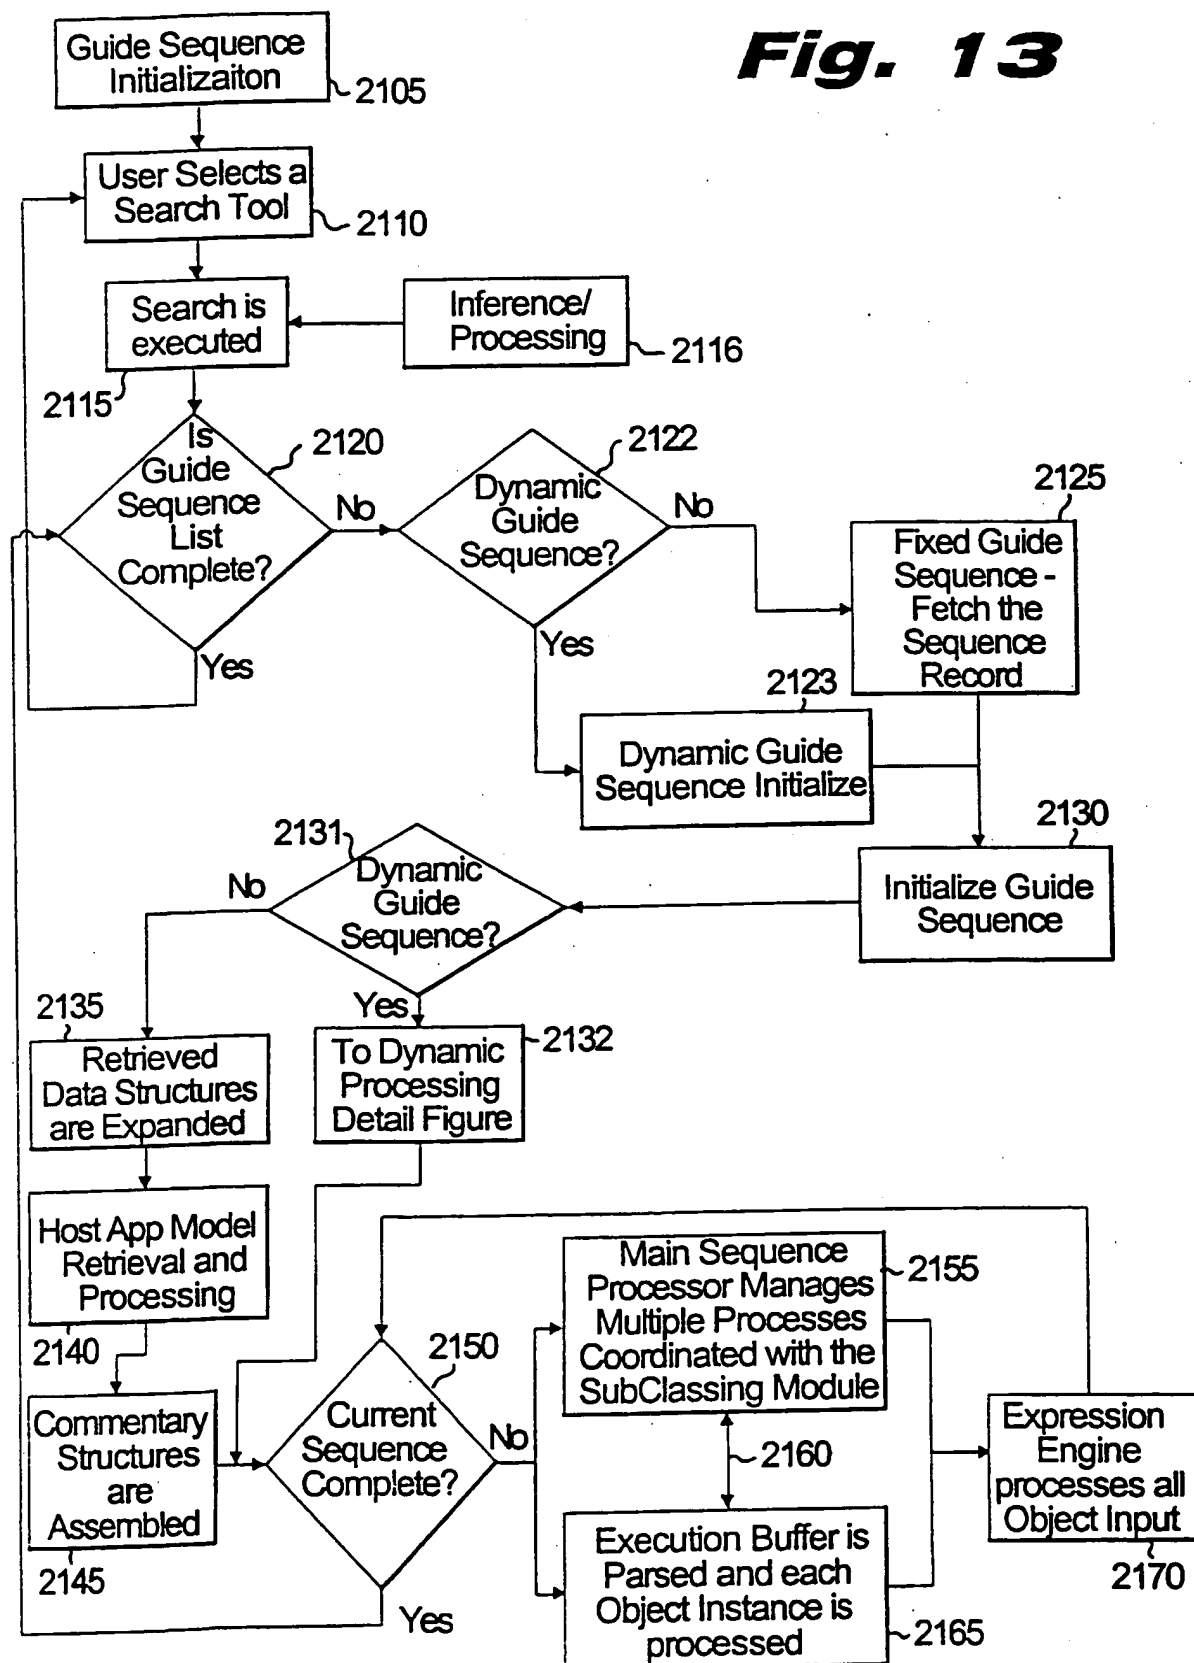 Fig. 13
Guide Sequence
Initializaiton
2105
User Selects a
Search Tool
2110
Search is
executed
2115
Inference/
Processing
2116
Is
Guide
Sequence
List
Complete?
2120
No
Yes
Dynamic
Guide
Sequence?
2122
No
Yes
2125
Fixed Guide
Sequence -
Fetch the
Sequence
Record
2123
Dynamic Guide
Sequence Initialize
2130
Initialize Guide
Sequence
2131
Dynamic
Guide
Sequence?
No
Yes
2135
Retrieved
Data Structures
are Expanded
2132
To Dynamic
Processing
Detail Figure
Host App Model
Retrieval and
Processing
2140
Commentary
Structures
are
Assembled
2145
2150
Current
Sequence
Complete?
No
Yes
Main Sequence
Processor Manages
Multiple Processes
Coordinated with the
SubClassing Module
2155
2160
Execution Buffer is
Parsed and each
Object Instance is
processed
2165
Expression
Engine
processes all
Object Input
2170